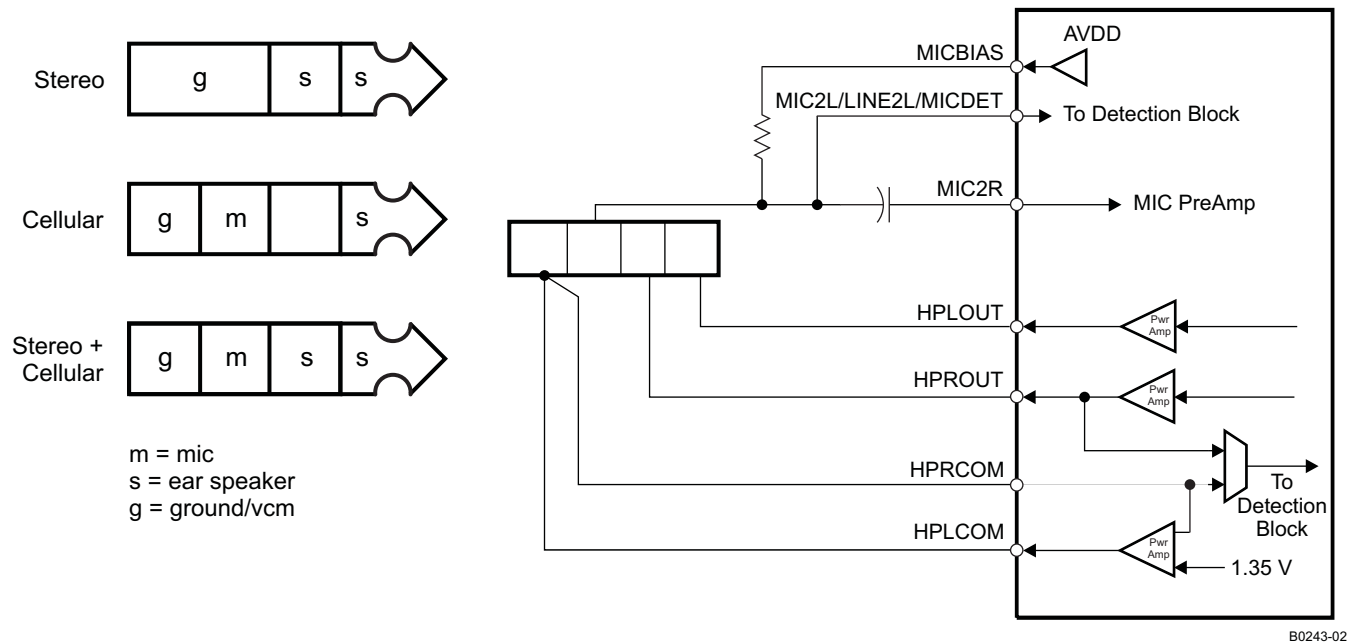 Stereo
g s s
Cellular
g m s
Stereo +
Cellular
g m s s
m = mic
s = ear speaker
g = ground/vcm
AVDD
MICBIAS
MIC2L/LINE2L/MICDET
To Detection Block
MIC2R
MIC PreAmp
HPLOUT
Pwr
Amp
HPROUT
Pwr
Amp
HPRCOM
To
Detection
Block
HPLCOM
Pwr
Amp
1.35 V
B0243-02